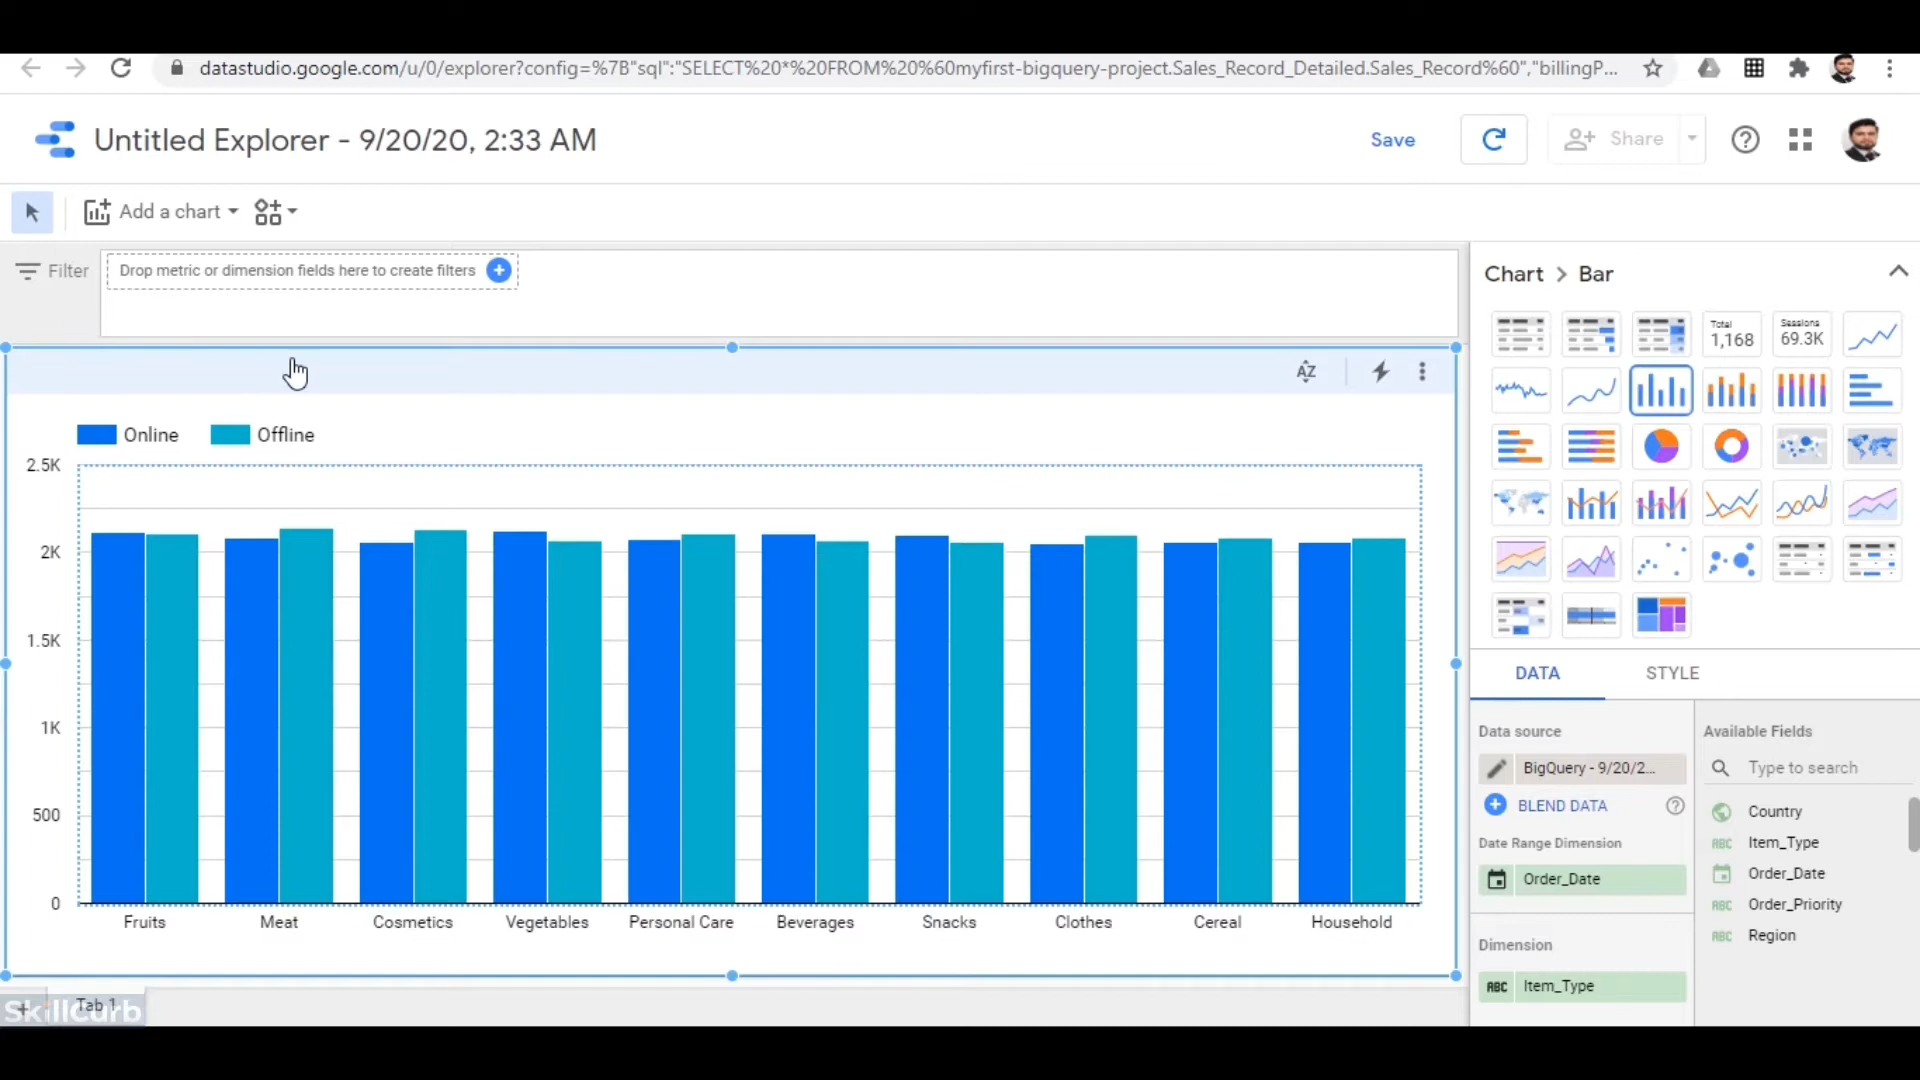 datastudio.google.com/u/0/explorer?config=%7B"sql":"SELECT%20*%20FROM%20%60myfirst-bigquery-project.Sales_Record_Detailed.Sales_Record%60","billingP...
Untitled Explorer - 9/20/20, 2:33 AM
Save
Share
Add a chart
Filter
Drop metric or dimension fields here to create filters
Chart > Bar
Total
1,168
Sessions
69.3K
AZ
Online
Offline
2.5K
2K
1.5K
1K
500
0
Fruits
Meat
Cosmetics
Vegetables
Personal Care
Beverages
Snacks
Clothes
Cereal
Household
DATA
STYLE
Data source
BigQuery - 9/20/2...
BLEND DATA
Date Range Dimension
Order_Date
Dimension
ABC
Item_Type
Available Fields
Type to search
Country
ABC Item_Type
Order_Date
ABC Order_Priority
ABC Region
Tab 1
SkillCurb